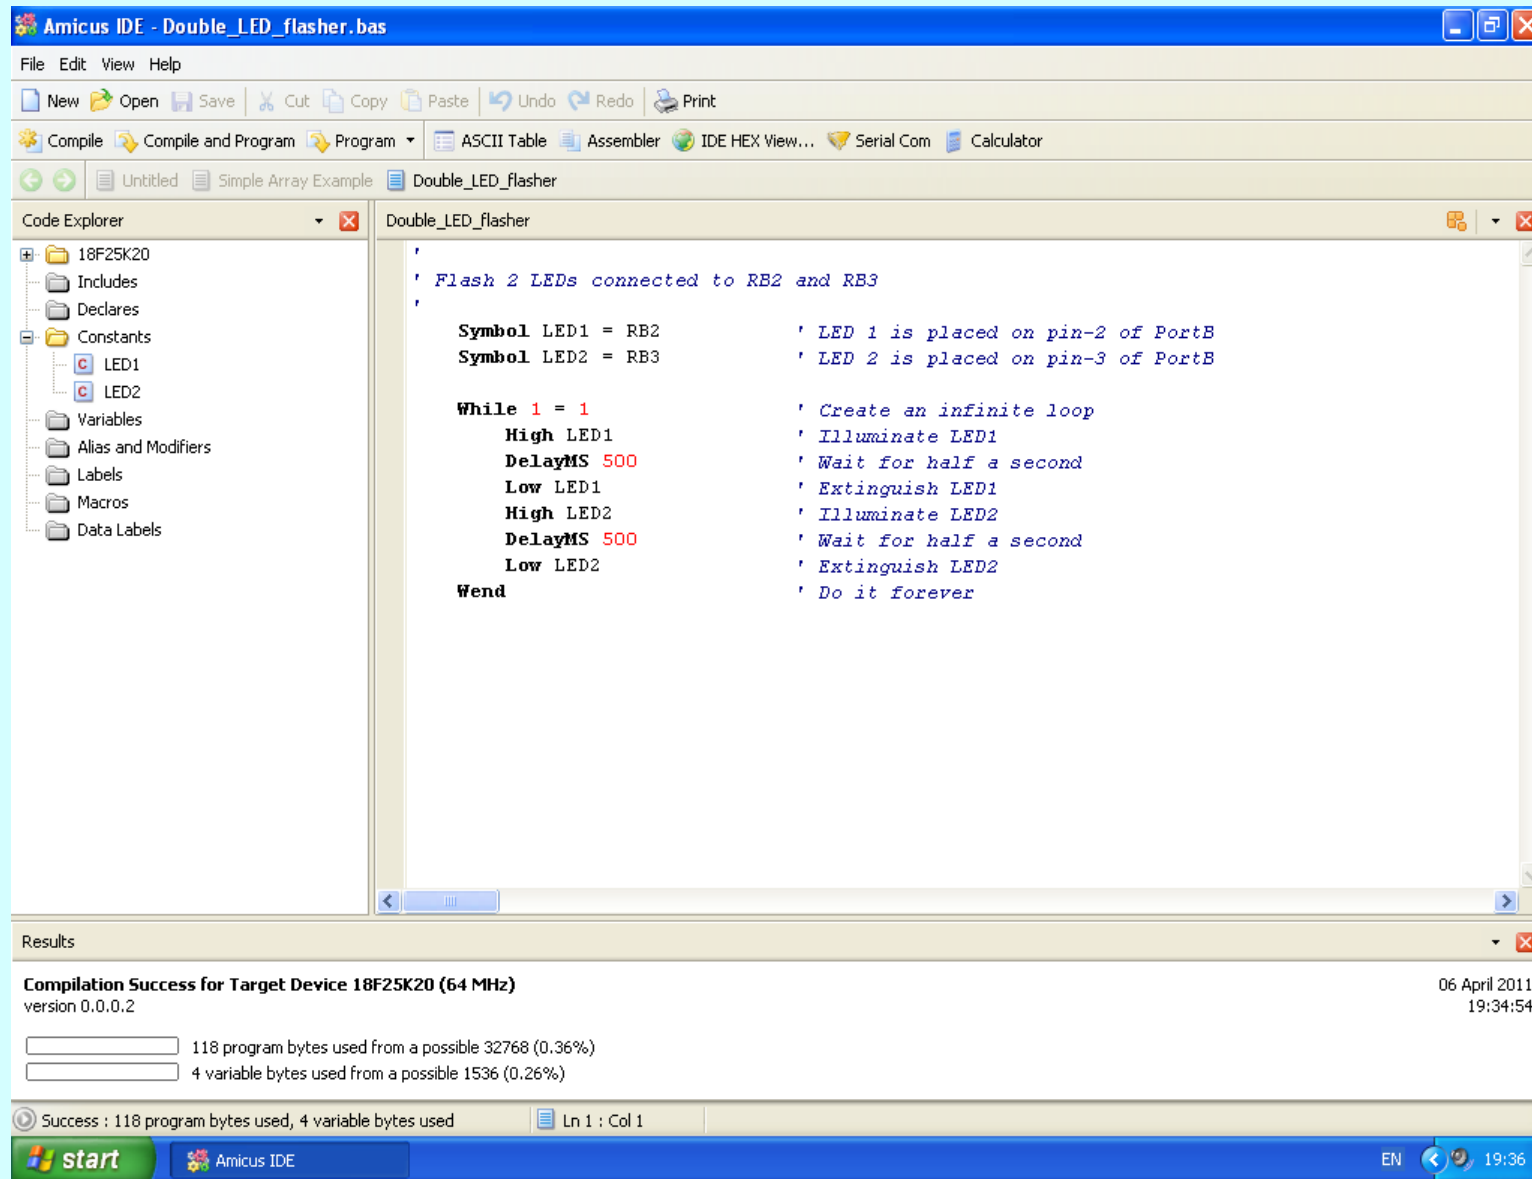 Amicus IDE - Double_LED_flasher.bas
File Edit View Help
New Open Save Cut Copy Paste Undo Redo Print
Compile Compile and Program Program ASCII Table Assembler IDE HEX View... Serial Com Calculator
Untitled Simple Array Example Double_LED_flasher
Code Explorer
18F25K20
Includes
Declares
Constants
C LED1
C LED2
Variables
Alias and Modifiers
Labels
Macros
Data Labels
Double_LED_flasher
'
' Flash 2 LEDs connected to RB2 and RB3
'
Symbol LED1 = RB2 ' LED 1 is placed on pin-2 of PortB
Symbol LED2 = RB3 ' LED 2 is placed on pin-3 of PortB
While 1 = 1 ' Create an infinite loop
High LED1 ' Illuminate LED1
DelayMS 500 ' Wait for half a second
Low LED1 ' Extinguish LED1
High LED2 ' Illuminate LED2
DelayMS 500 ' Wait for half a second
Low LED2 ' Extinguish LED2
Wend ' Do it forever
Results
Compilation Success for Target Device 18F25K20 (64 MHz) 06 April 2011
version 0.0.0.2 19:34:54
118 program bytes used from a possible 32768 (0.36%)
4 variable bytes used from a possible 1536 (0.26%)
Success : 118 program bytes used, 4 variable bytes used Ln 1 : Col 1
start Amicus IDE EN 19:36